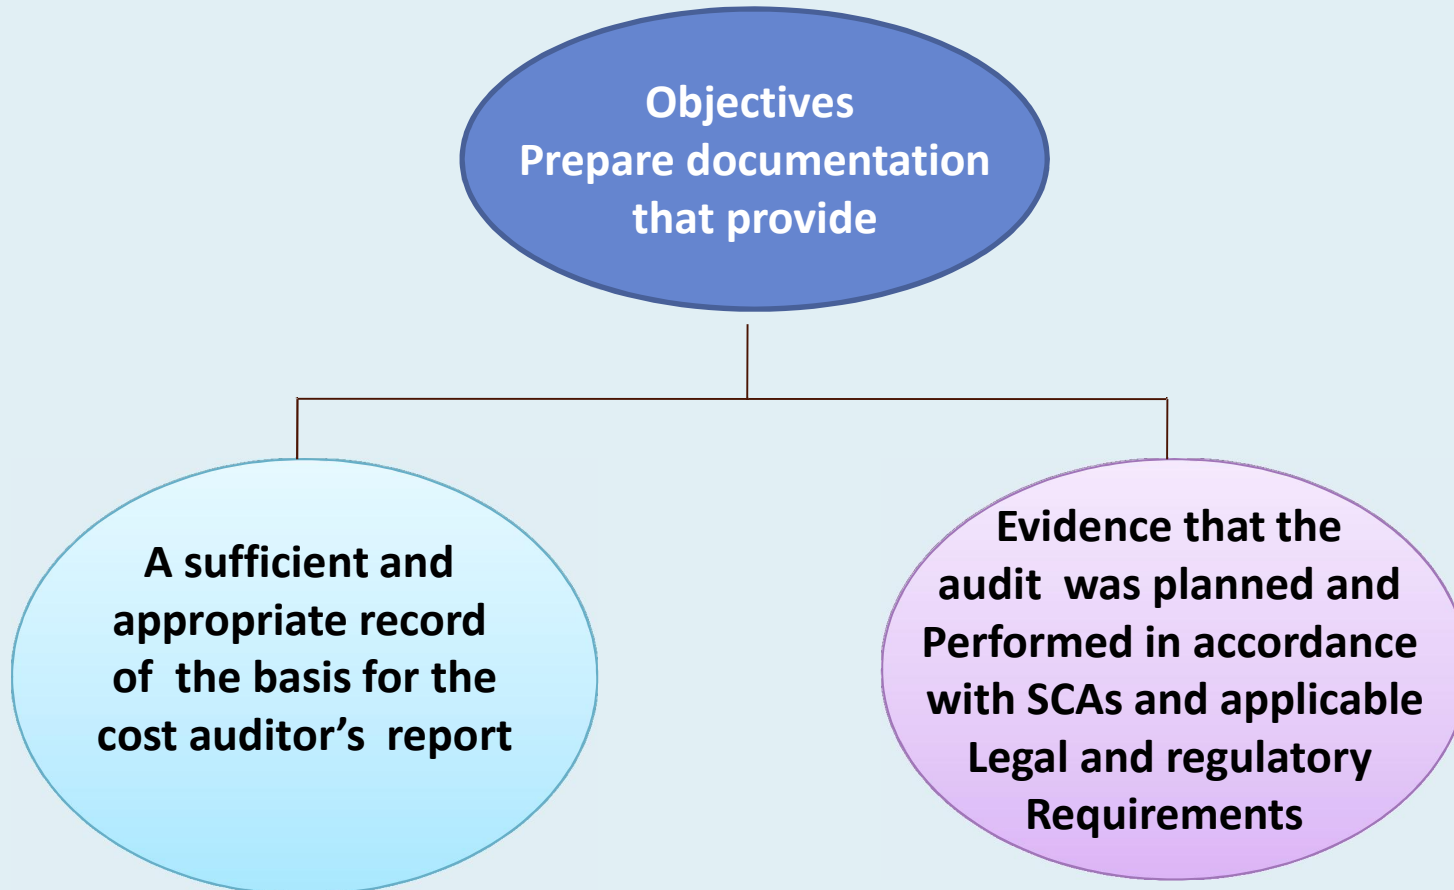 Objectives
Prepare documentation
that provide
A sufficient and
appropriate record
of the basis for the
cost auditor’s report
Evidence that the
audit was planned and
Performed in accordance
with SCAs and applicable
Legal and regulatory
Requirements